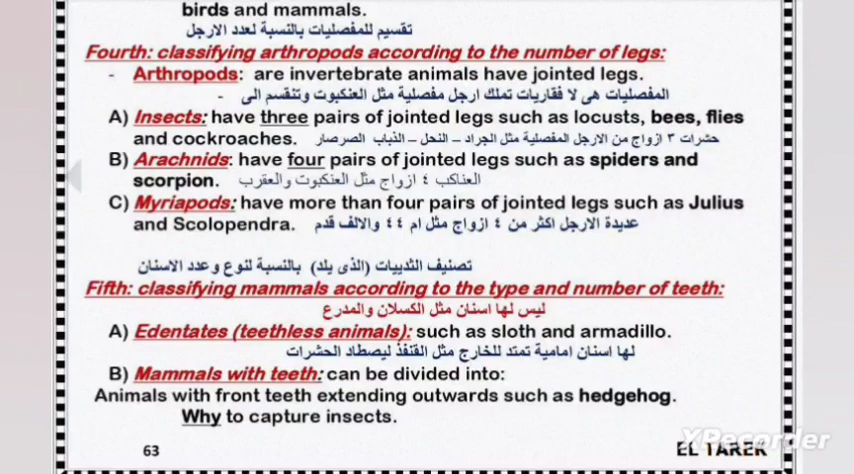 birds and mammals.
تقسيم للمفصليات بالنسبة لعدد الارجل
Fourth: classifying arthropods according to the number of legs:
- Arthropods: are invertebrate animals have jointed legs.
المفصليات هى لا فقاريات تملك ارجل مفصلية مثل العنكبوت وتنقسم الى -
A) Insects: have three pairs of jointed legs such as locusts, bees, flies
and cockroaches. حشرات ٣ ازواج من الارجل المفصلية مثل الجراد – النحل – الذباب الصرصار
B) Arachnids: have four pairs of jointed legs such as spiders and
scorpion. العناكب ٤ ازواج مثل العنكبوت والعقرب
C) Myriapods: have more than four pairs of jointed legs such as Julius
and Scolopendra. عديدة الارجل اكثر من ٤ ازواج مثل ام ٤٤ والالف قدم
تصنيف الثدييات (الذى يلد) بالنسبة لنوع وعدد الاسنان
Fifth: classifying mammals according to the type and number of teeth:
ليس لها اسنان مثل الكسلان والمدرع
A) Edentates (teethless animals): such as sloth and armadillo.
لها اسنان امامية تمتد للخارج مثل القنفذ ليصطاد الحشرات
B) Mammals with teeth: can be divided into:
Animals with front teeth extending outwards such as hedgehog.
Why to capture insects.
63
EL TAREK
XRecorder